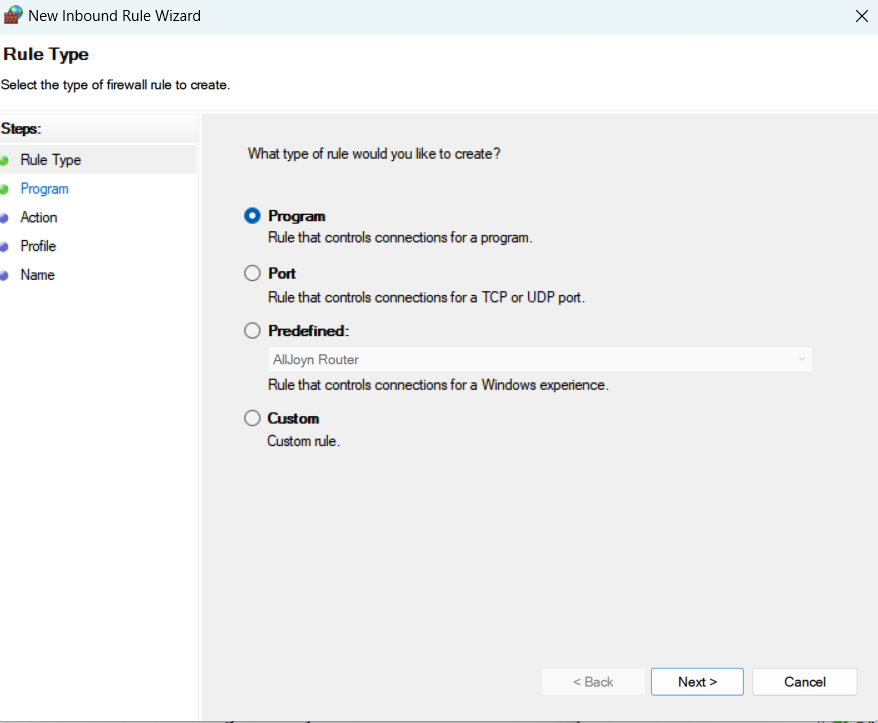 New Inbound Rule Wizard
Rule Type
Select the type of firewall rule to create.
Steps:
Rule Type
Program
Action
Profile
Name
What type of rule would you like to create?
Program
Rule that controls connections for a program.
Port
Rule that controls connections for a TCP or UDP port.
Predefined:
AllJoyn Router
Rule that controls connections for a Windows experience.
Custom
Custom rule.
< Back
Next >
Cancel